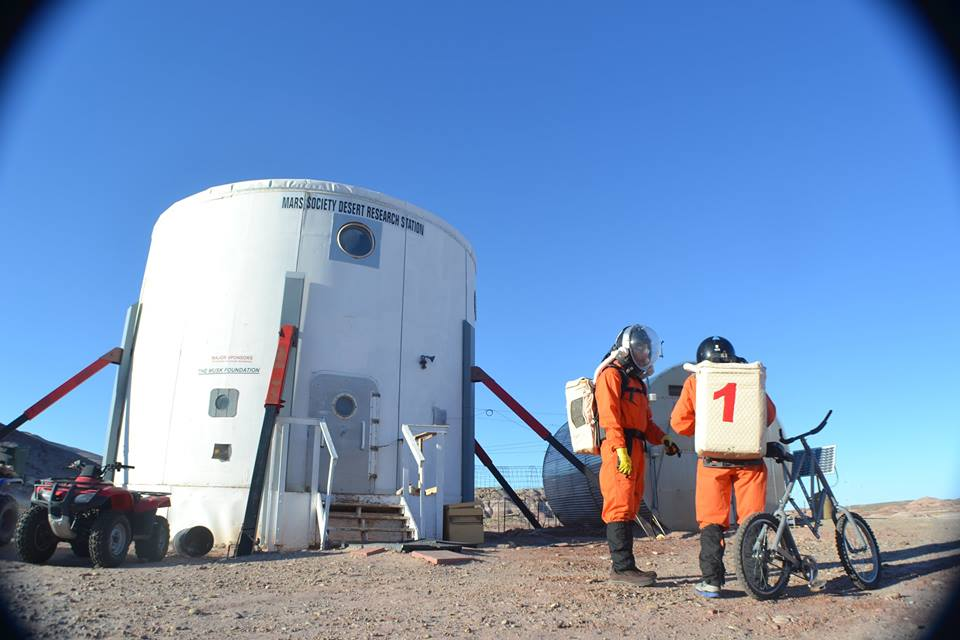 MARS SOCIETY DESERT RESEARCH STATION
MAJOR SPONSORS
THE MUSK FOUNDATION
1